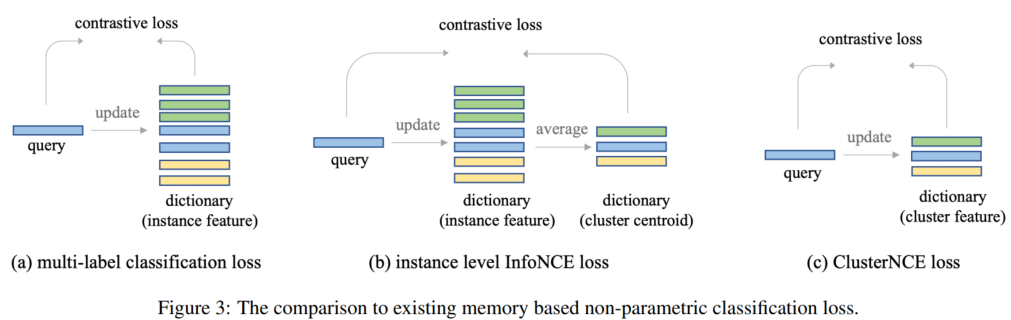 contrastive loss
update
query
dictionary
(instance feature)
(a) multi-label classification loss
contrastive loss
update
average
query
dictionary
(instance feature)
dictionary
(cluster centroid)
(b) instance level InfoNCE loss
contrastive loss
update
query
dictionary
(cluster feature)
(c) ClusterNCE loss
Figure 3: The comparison to existing memory based non-parametric classification loss.